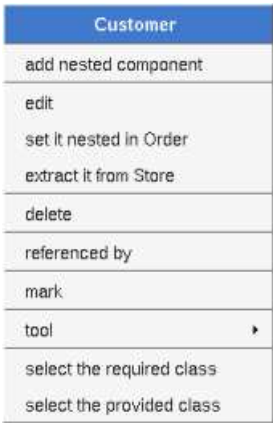 Customer
add nested component
edit
set it nested in Order
extract it from Store
delete
referenced by
mark
tool
select the required class
select the provided class